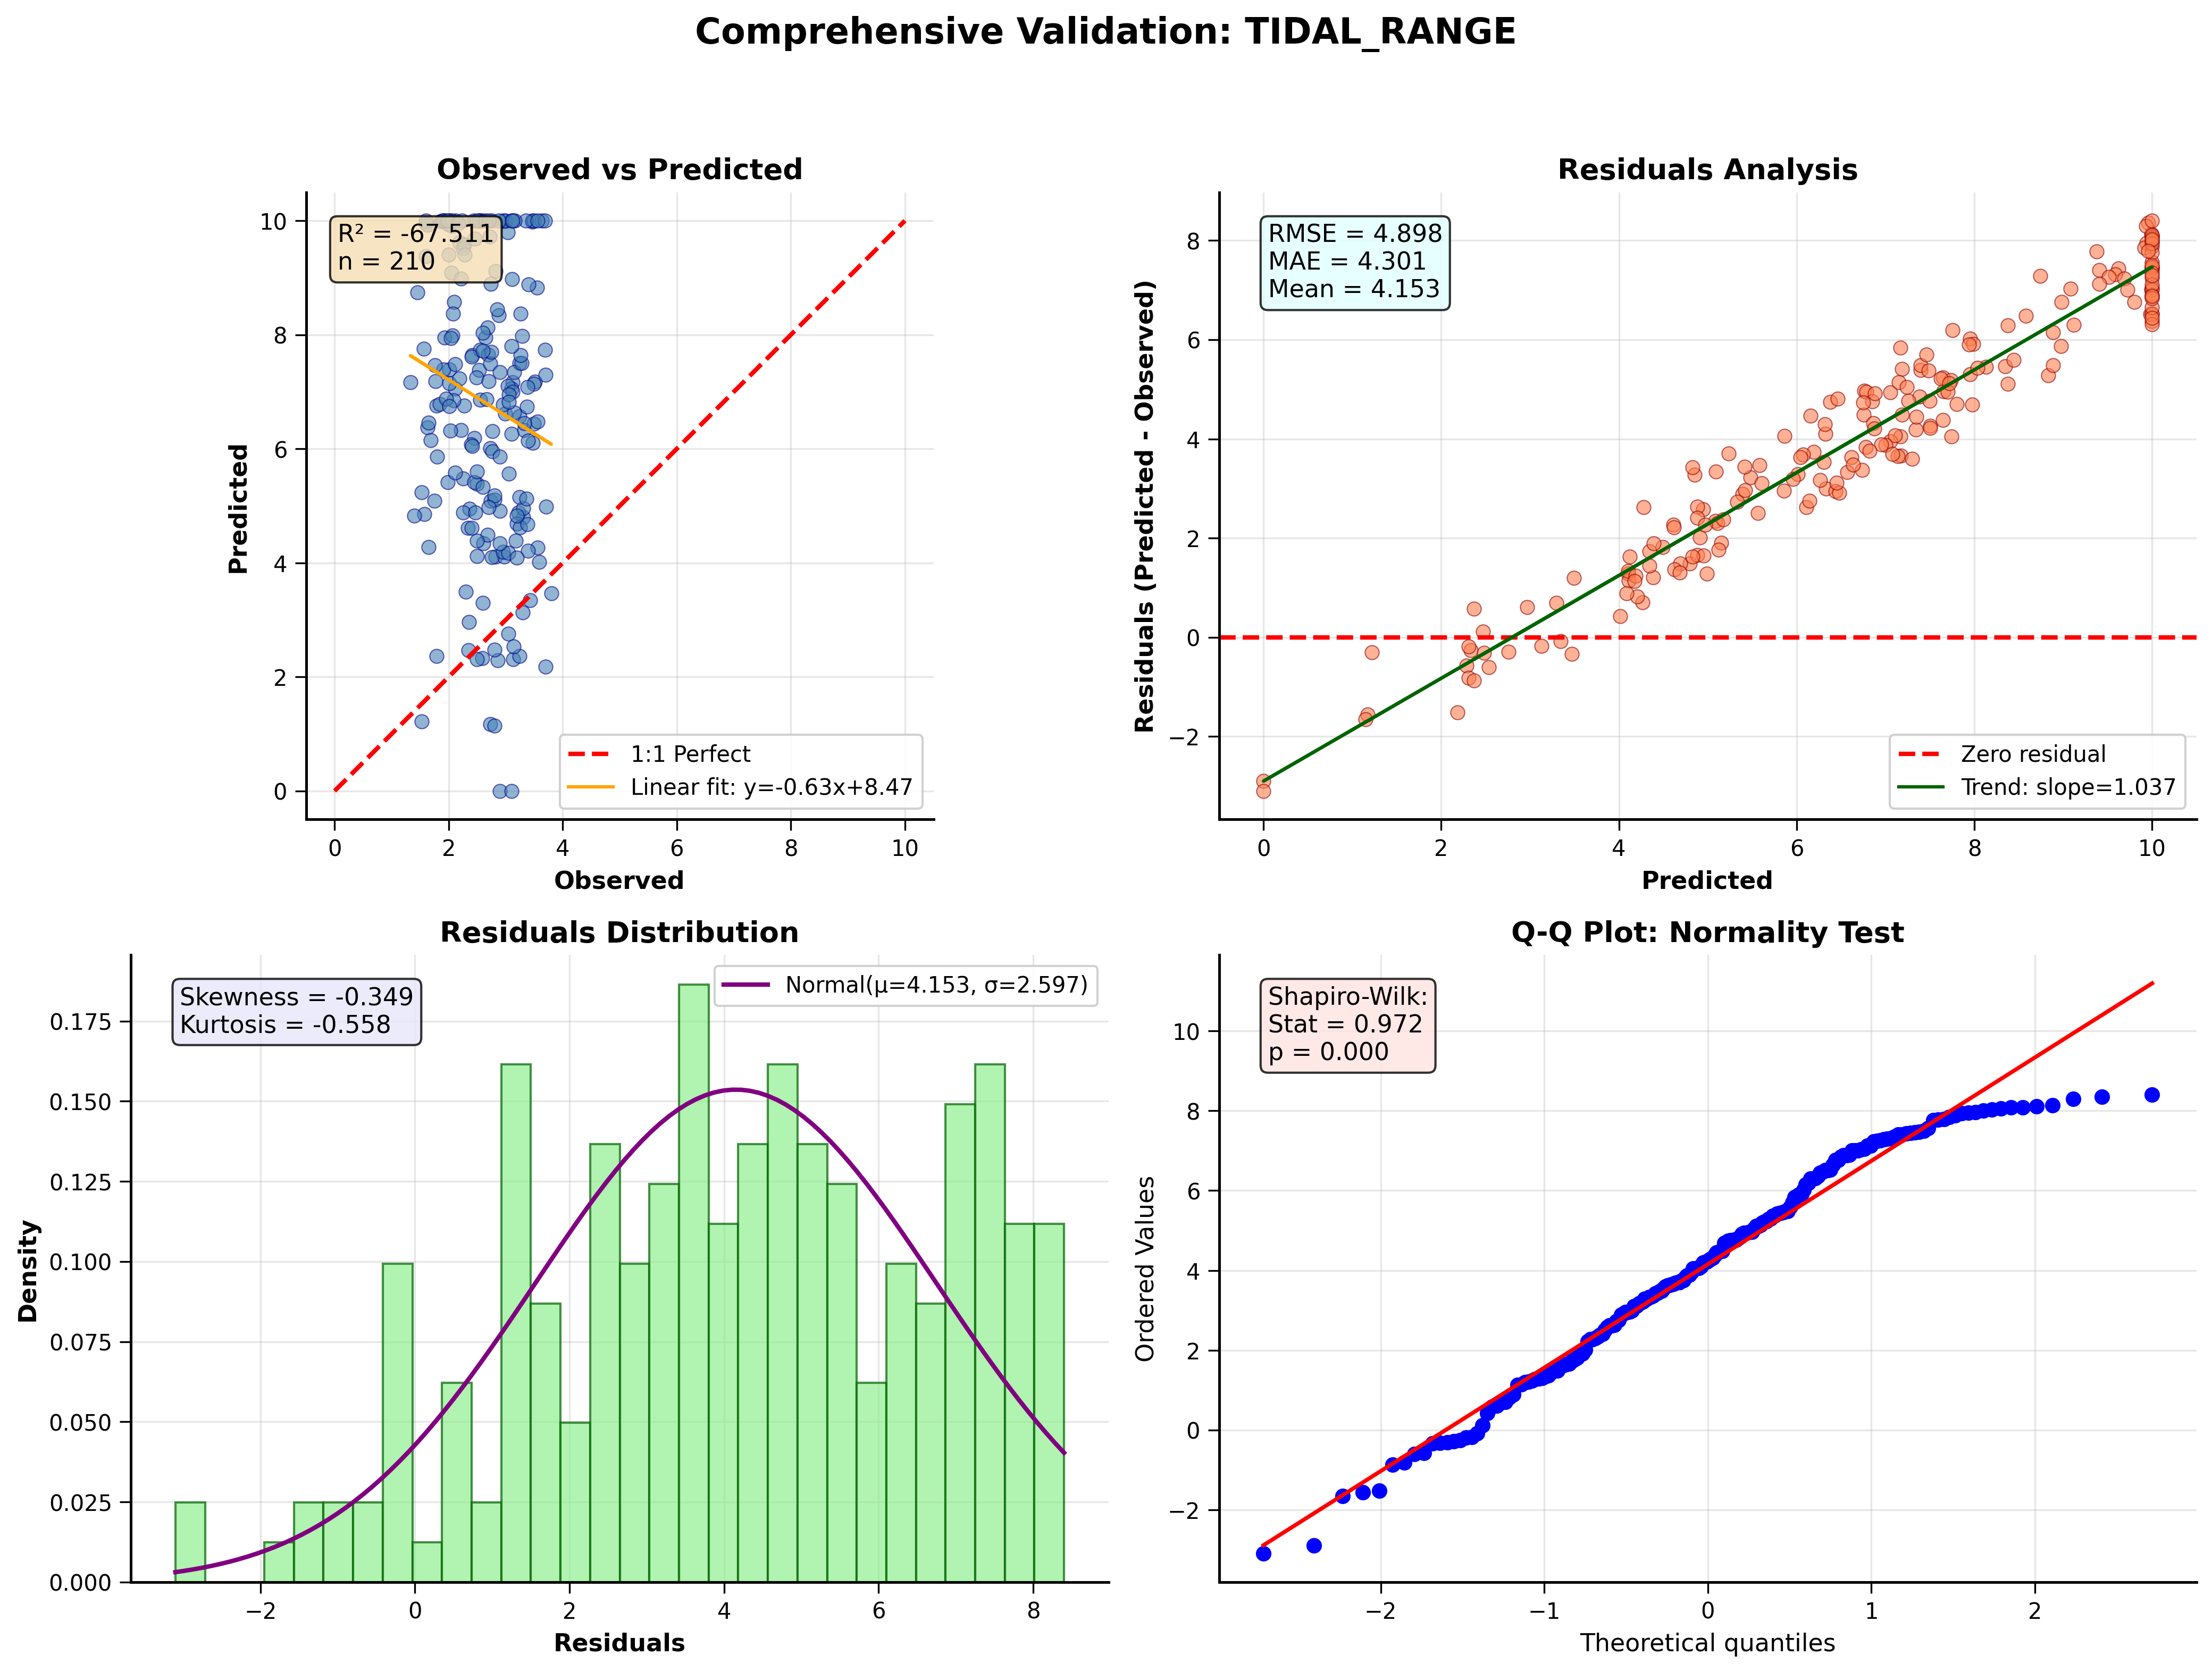 Comprehensive Validation: TIDAL_RANGE
Observed vs Predicted
R² = -67.511
n = 210
10
8
6
4
2
0
Predicted
1:1 Perfect
Linear fit: y=-0.63x+8.47
0 2 4 6 8 10
Observed
Residuals Analysis
RMSE = 4.898
MAE = 4.301
Mean = 4.153
8
6
4
2
0
−2
Residuals (Predicted - Observed)
Zero residual
Trend: slope=1.037
0 2 4 6 8 10
Predicted
Residuals Distribution
Skewness = -0.349
Kurtosis = -0.558
Normal(μ=4.153, σ=2.597)
0.175
0.150
0.125
0.100
0.075
0.050
0.025
0.000
Density
−2 0 2 4 6 8
Residuals
Q-Q Plot: Normality Test
Shapiro-Wilk:
Stat = 0.972
p = 0.000
10
8
6
4
2
0
−2
Ordered Values
−2 −1 0 1 2
Theoretical quantiles